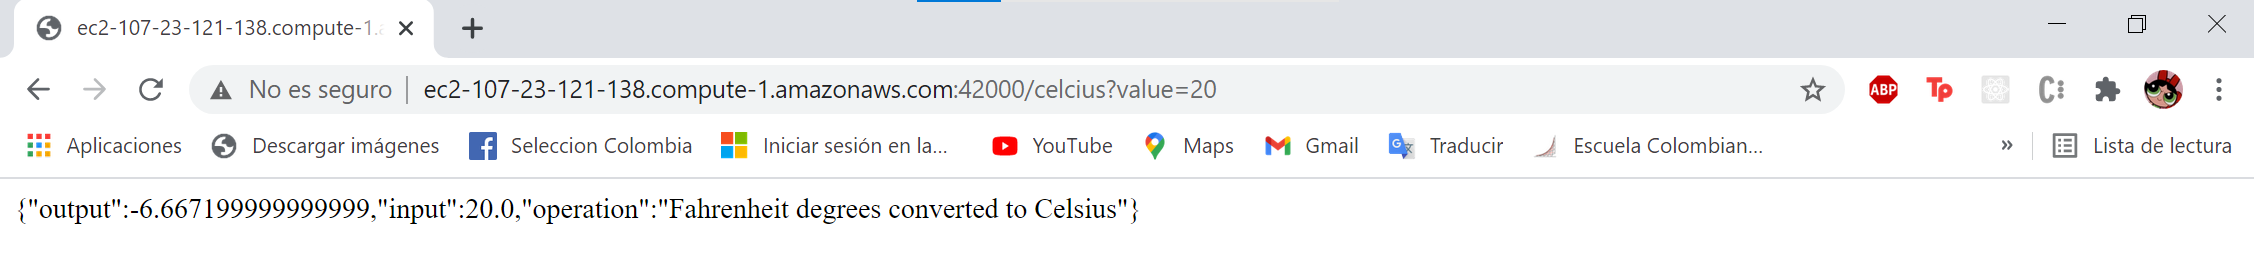 ec2-107-23-121-138.compute-1.a
No es seguro | ec2-107-23-121-138.compute-1.amazonaws.com:42000/celcius?value=20
ABP Tp C
Aplicaciones Descargar imágenes Seleccion Colombia Iniciar sesión en la... YouTube Maps Gmail Traducir Escuela Colombian... » Lista de lectura
{"output":-6.667199999999999,"input":20.0,"operation":"Fahrenheit degrees converted to Celsius"}